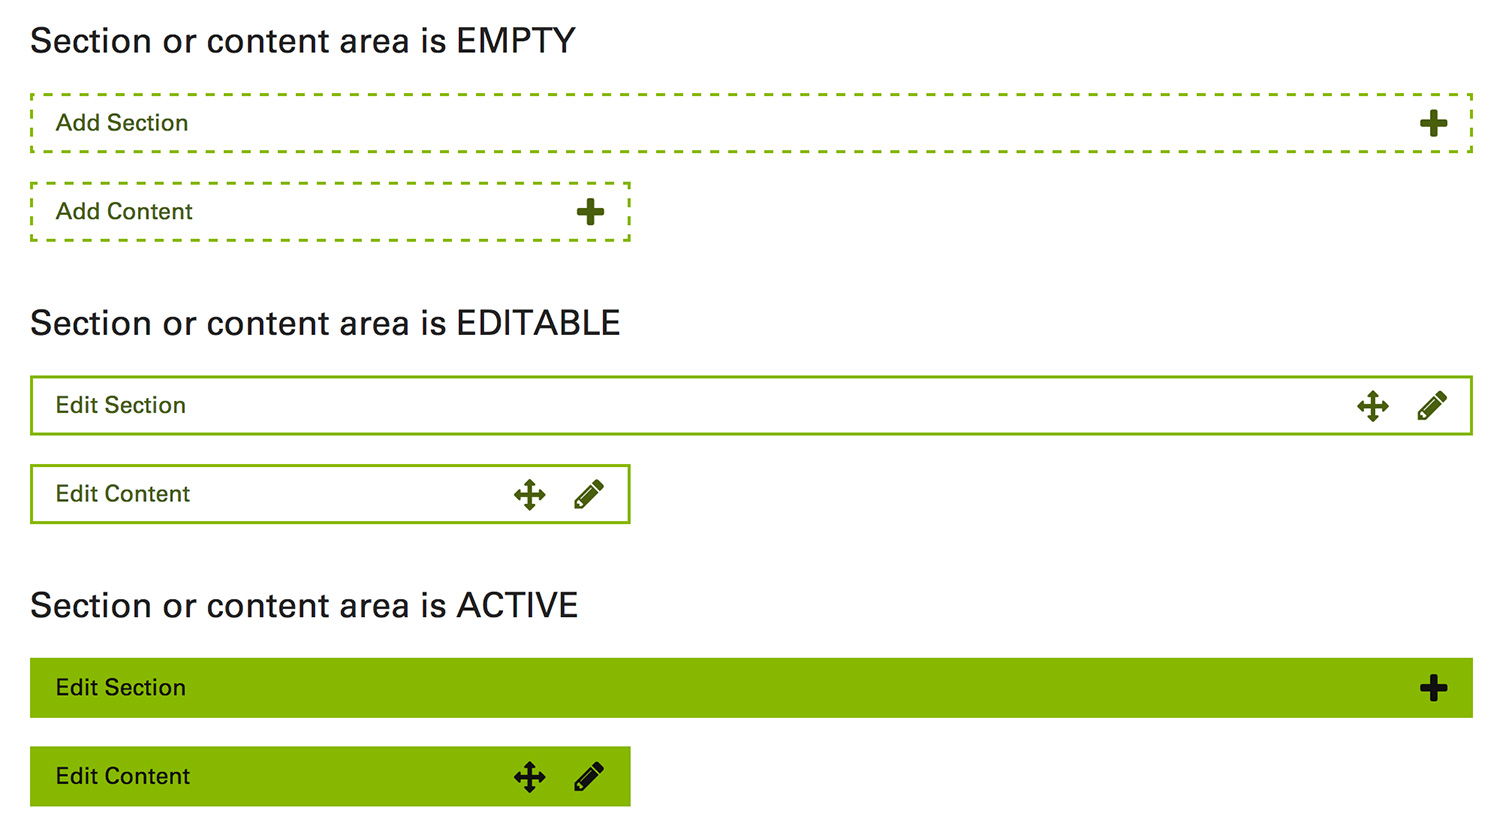 Section or content area is EMPTY
Add Section
Add Content
Section or content area is EDITABLE
Edit Section
Edit Content
Section or content area is ACTIVE
Edit Section
Edit Content